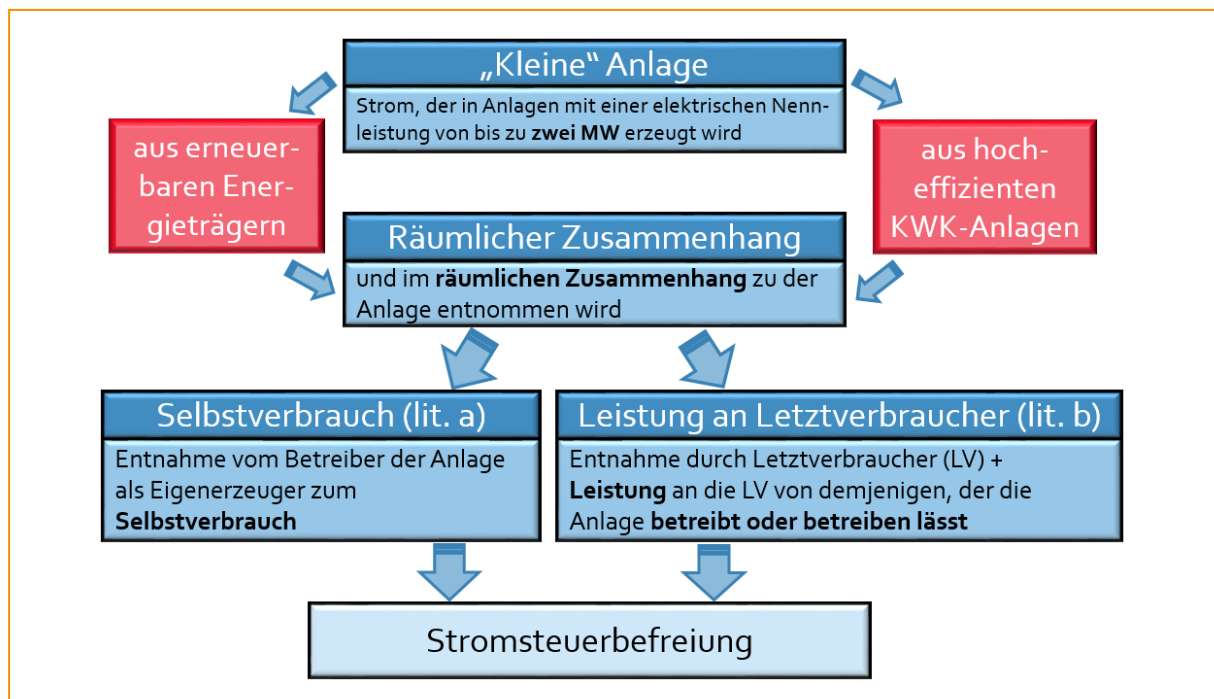 „Kleine“ Anlage
Strom, der in Anlagen mit einer elektrischen Nenn-
leistung von bis zu zwei MW erzeugt wird
aus erneuer-
baren Ener-
gieträgern
aus hoch-
effizienten
KWK-Anlagen
Räumlicher Zusammenhang
und im räumlichen Zusammenhang zu der
Anlage entnommen wird
Selbstverbrauch (lit. a)
Entnahme vom Betreiber der Anlage
als Eigenerzeuger zum
Selbstverbrauch
Leistung an Letztverbraucher (lit. b)
Entnahme durch Letztverbraucher (LV) +
Leistung an die LV von demjenigen, der die
Anlage betreibt oder betreiben lässt
Stromsteuerbefreiung